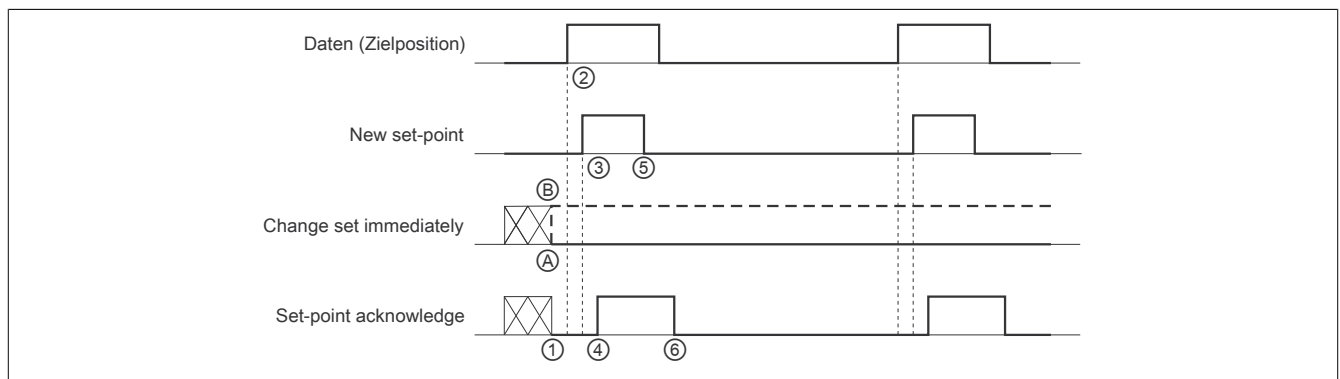 Daten (Zielposition)
②
New set-point
③ ⑤
Ⓑ
Change set immediately
Ⓐ
Set-point acknowledge
① ④ ⑥